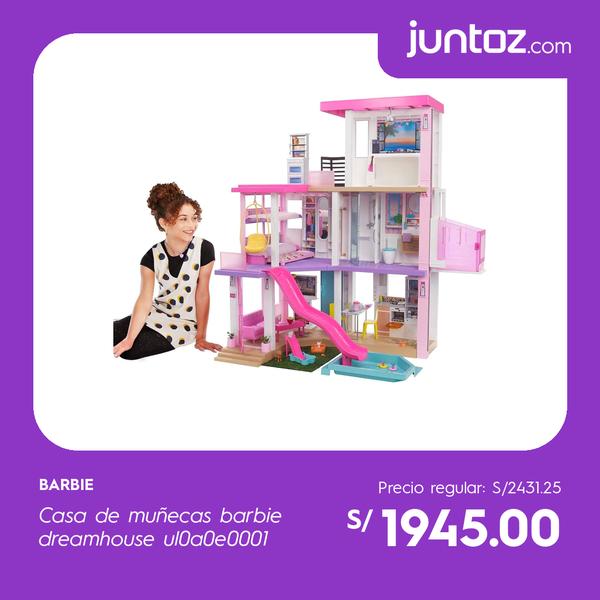 juntoz.com
BARBIE
Casa de muñecas barbie
dreamhouse ul0a0e0001
Precio regular: S/2431.25
S/1945.00